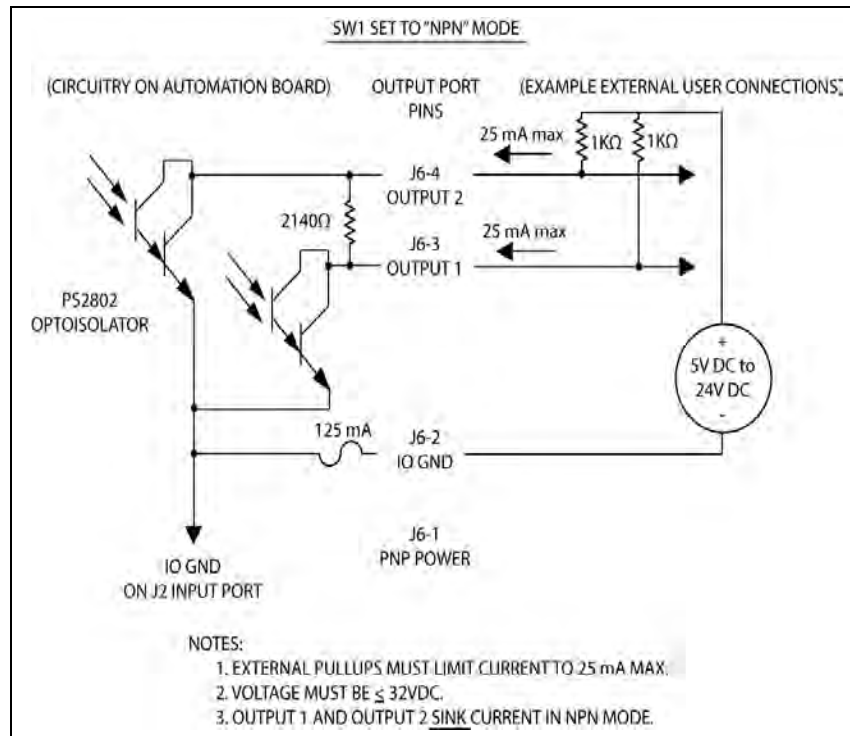 SW1 SET TO "NPN" MODE
(CIRCUITRY ON AUTOMATION BOARD)
OUTPUT PORT
PINS
(EXAMPLE EXTERNAL USER CONNECTIONS)
25 mA max
1KΩ
1KΩ
J6-4
OUTPUT 2
2140Ω
J6-3
OUTPUT 1
25 mA max
PS2802
OPTOISOLATOR
+
5V DC to
24V DC
-
125 mA
J6-2
IO GND
J6-1
PNP POWER
IO GND
ON J2 INPUT PORT
NOTES:
1. EXTERNAL PULLUPS MUST LIMIT CURRENT TO 25 mA MAX.
2. VOLTAGE MUST BE ≤ 32VDC.
3. OUTPUT 1 AND OUTPUT 2 SINK CURRENT IN NPN MODE.